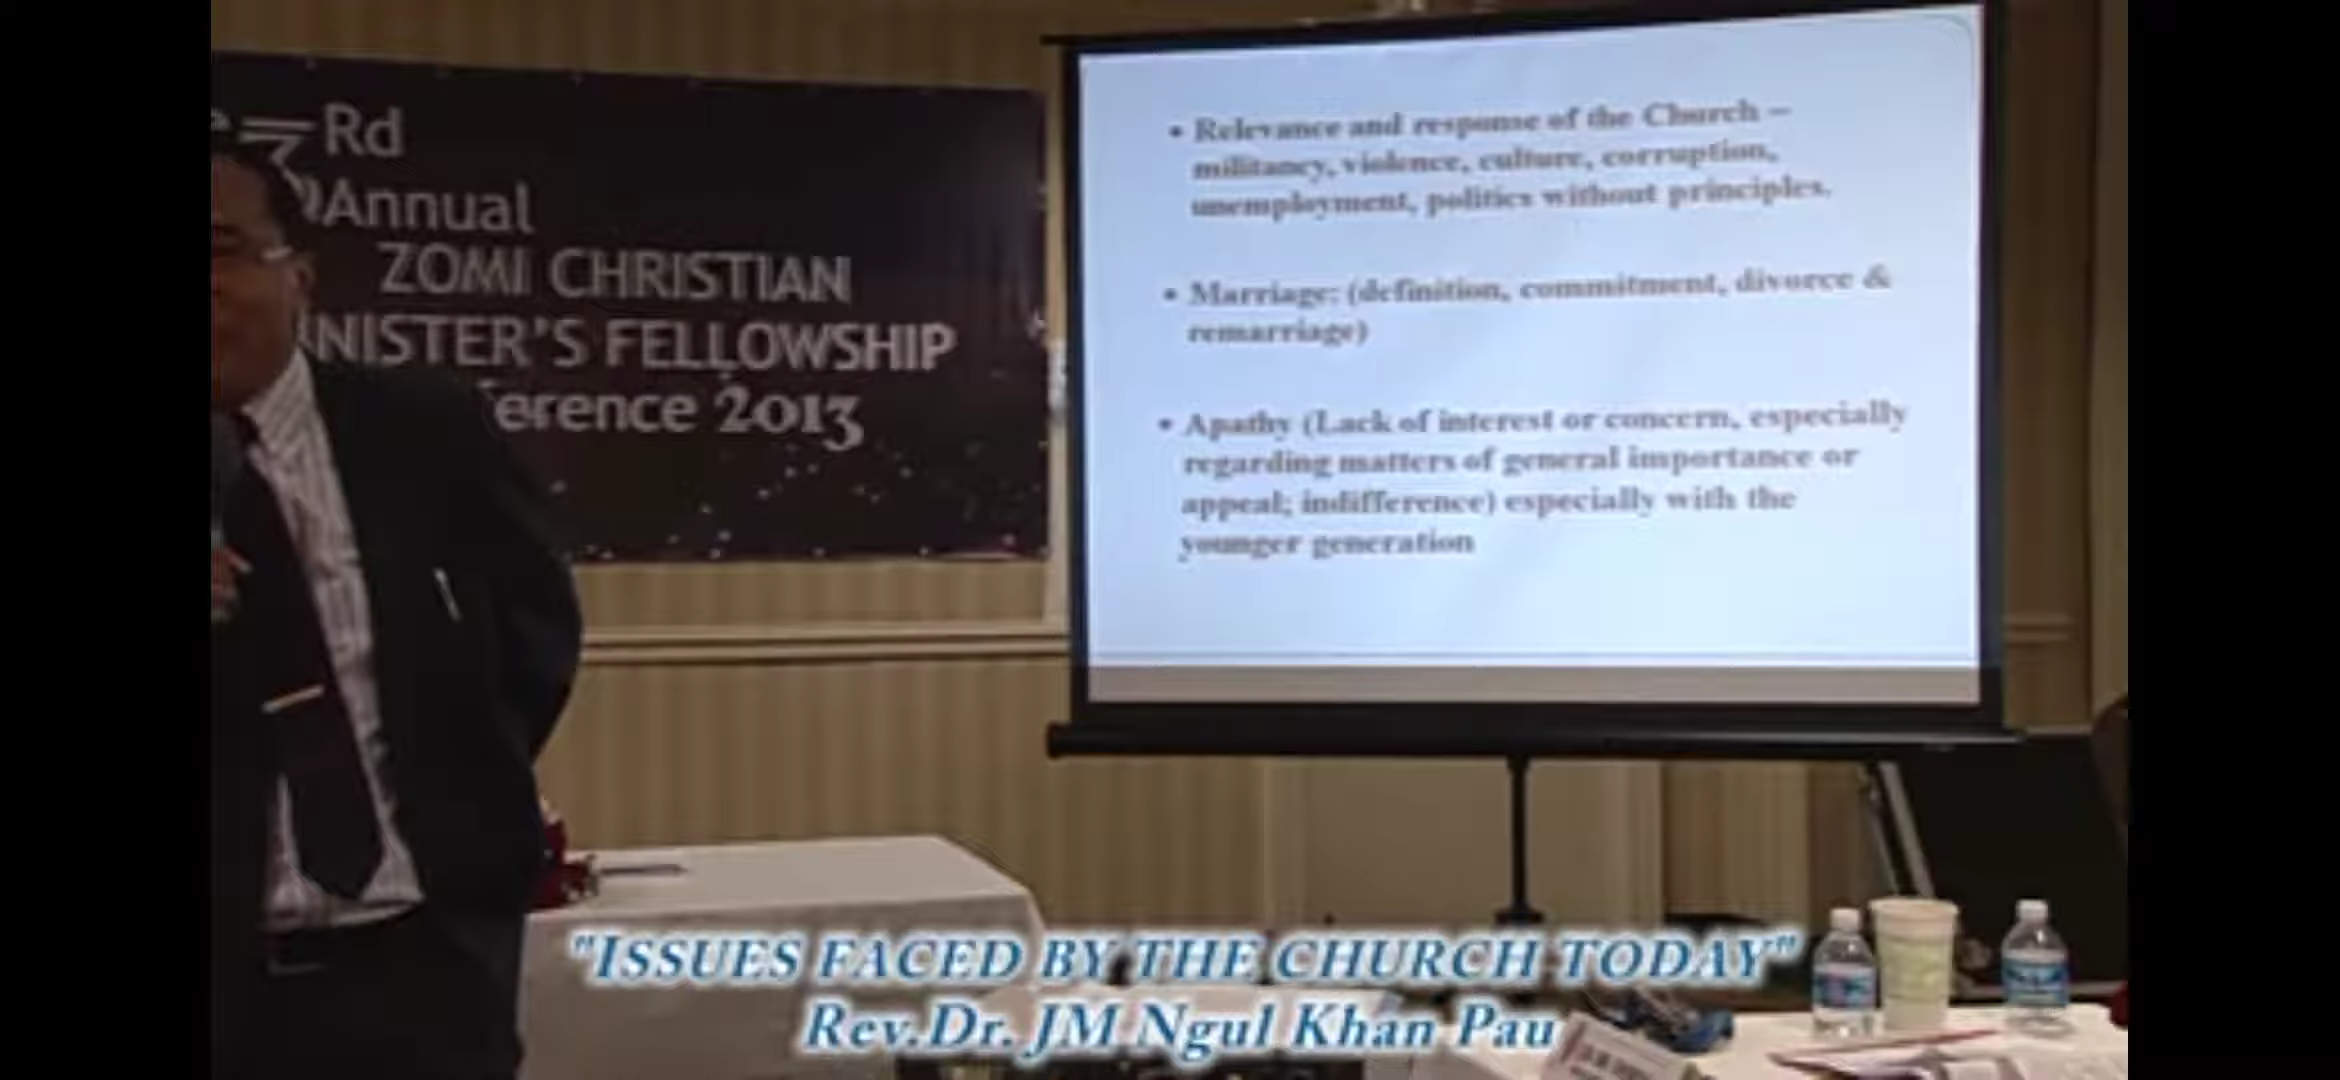 3 Rd
Annual
ZOMI CHRISTIAN
INISTER'S FELLOWSHIP
ference 2013
• Relevance and response of the Church –
militancy, violence, culture, corruption,
unemployment, politics without principles.
• Marriage: (definition, commitment, divorce &
remarriage)
• Apathy (Lack of interest or concern, especially
regarding matters of general importance or
appeal; indifference) especially with the
younger generation
"ISSUES FACED BY THE CHURCH TODAY"
Rev.Dr. JM Ngul Khan Pau